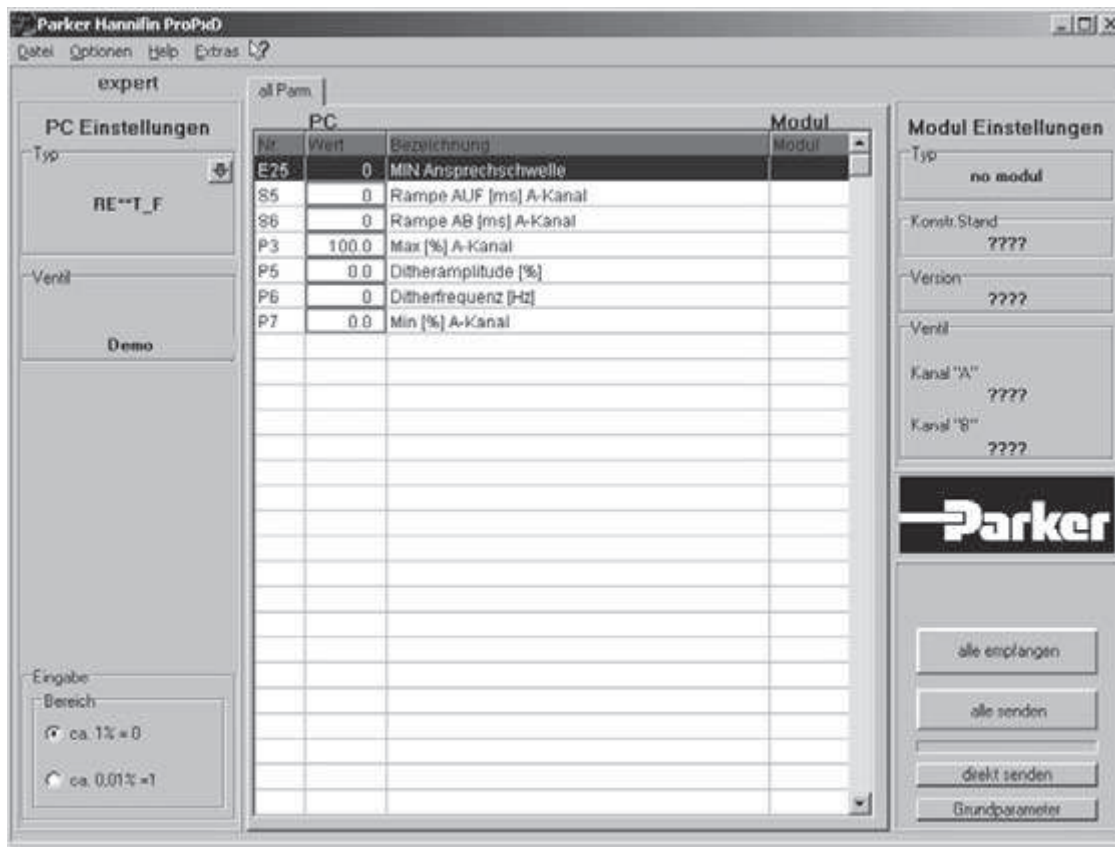 Parker Hannifin ProPxD
Datei Optionen Help Extras
expert
PC Einstellungen
Typ
RE**T_F
Ventil
Demo
Eingabe
Bereich
ca. 1% = 0
ca. 0,01% =1
all Parm.
PC Modul
Nr. Wert Bezeichnung Modul
E25 0 MIN Ansprechschwelle
S5 0 Rampe AUF [ms] A-Kanal
S6 0 Rampe AB [ms] A-Kanal
P3 100.0 Max [%] A-Kanal
P5 0.0 Ditheramplitude [%]
P6 0 Ditherfrequenz [Hz]
P7 0.0 Min [%] A-Kanal
Modul Einstellungen
Typ
no modul
Konstr.Stand
????
Version
????
Ventil
Kanal "A"
????
Kanal "B"
????
Parker
alle empfangen
alle senden
direkt senden
Grundparameter